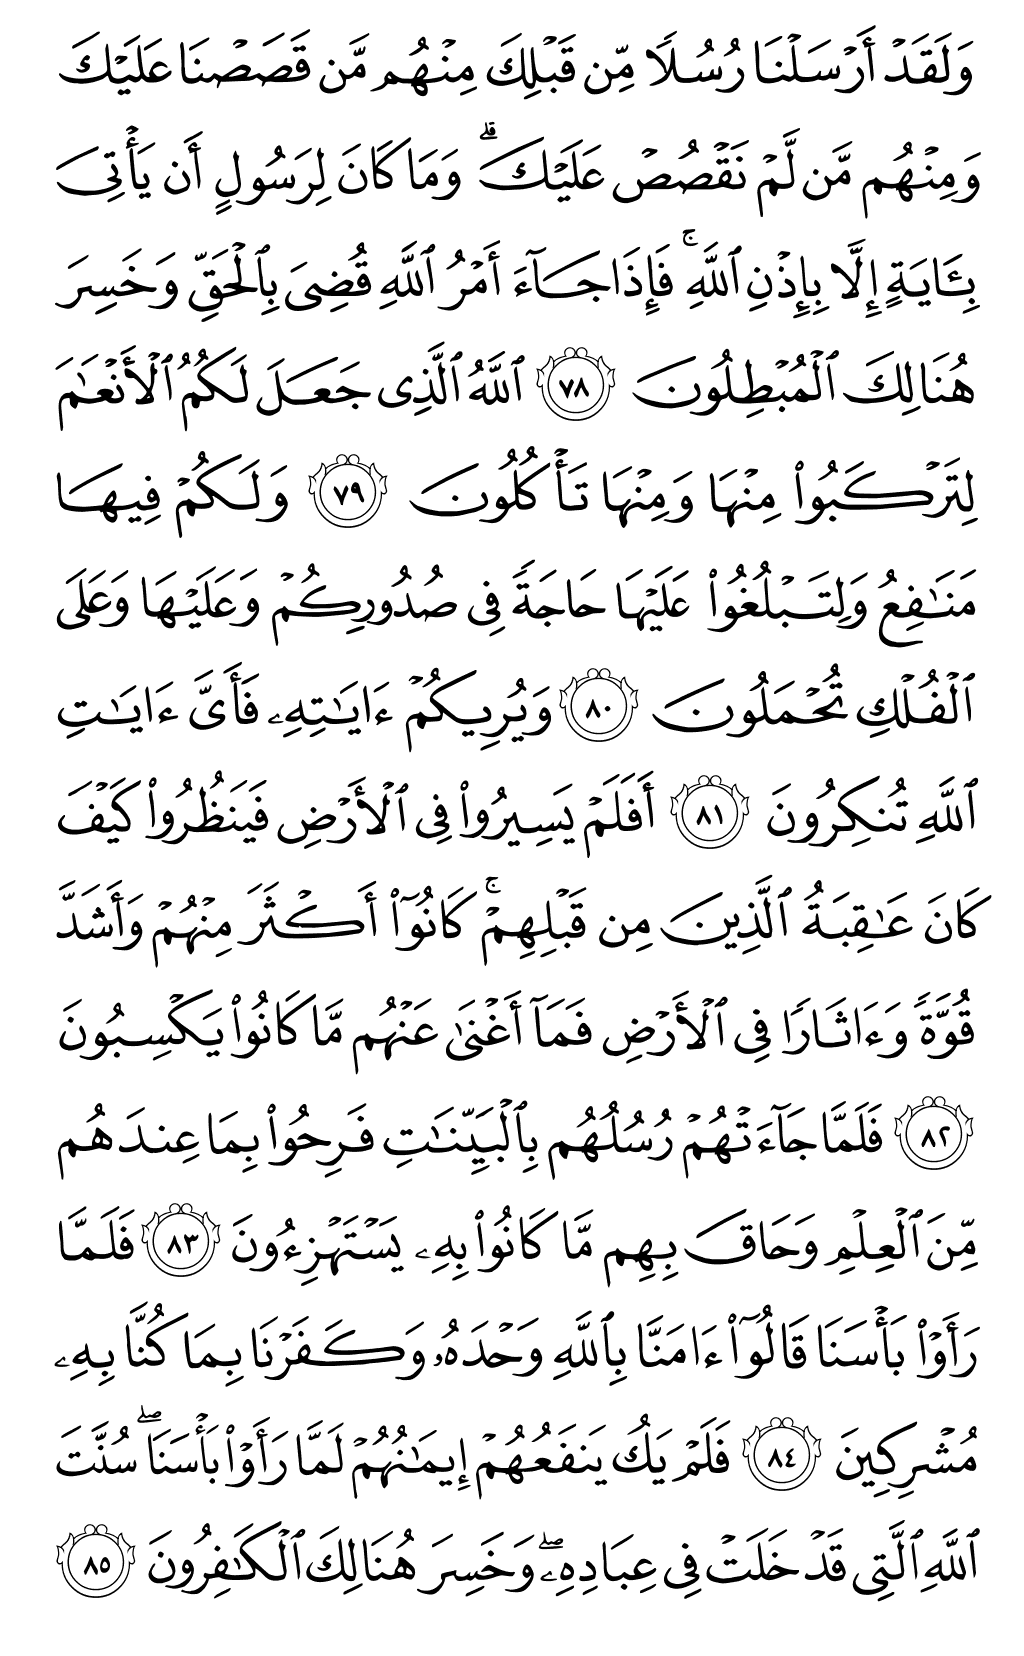 وَلَقَدۡ أَرۡسَلۡنَا رُسُلٗا مِّن قَبۡلِكَ مِنۡهُم مَّن قَصَصۡنَا عَلَيۡكَ
وَمِنۡهُم مَّن لَّمۡ نَقۡصُصۡ عَلَيۡكَۗ وَمَا كَانَ لِرَسُولٍ أَن يَأۡتِيَ
بِـَٔايَةٍ إِلَّا بِإِذۡنِ ٱللَّهِۚ فَإِذَا جَآءَ أَمۡرُ ٱللَّهِ قُضِيَ بِٱلۡحَقِّ وَخَسِرَ
هُنَالِكَ ٱلۡمُبۡطِلُونَ ٧٨ ٱللَّهُ ٱلَّذِي جَعَلَ لَكُمُ ٱلۡأَنۡعَٰمَ
لِتَرۡكَبُواْ مِنۡهَا وَمِنۡهَا تَأۡكُلُونَ ٧٩ وَلَكُمۡ فِيهَا
مَنَٰفِعُ وَلِتَبۡلُغُواْ عَلَيۡهَا حَاجَةٗ فِي صُدُورِكُمۡ وَعَلَيۡهَا وَعَلَى
ٱلۡفُلۡكِ تُحۡمَلُونَ ٨٠ وَيُرِيكُمۡ ءَايَٰتِهِۦ فَأَيَّ ءَايَٰتِ
ٱللَّهِ تُنكِرُونَ ٨١ أَفَلَمۡ يَسِيرُواْ فِي ٱلۡأَرۡضِ فَيَنظُرُواْ كَيۡفَ
كَانَ عَٰقِبَةُ ٱلَّذِينَ مِن قَبۡلِهِمۡۚ كَانُوٓاْ أَكۡثَرَ مِنۡهُمۡ وَأَشَدَّ
قُوَّةٗ وَءَاثَارٗا فِي ٱلۡأَرۡضِ فَمَآ أَغۡنَىٰ عَنۡهُم مَّا كَانُواْ يَكۡسِبُونَ
٨٢ فَلَمَّا جَآءَتۡهُمۡ رُسُلُهُم بِٱلۡبَيِّنَٰتِ فَرِحُواْ بِمَا عِندَهُم
مِّنَ ٱلۡعِلۡمِ وَحَاقَ بِهِم مَّا كَانُواْ بِهِۦ يَسۡتَهۡزِءُونَ ٨٣ فَلَمَّا
رَأَوۡاْ بَأۡسَنَا قَالُوٓاْ ءَامَنَّا بِٱللَّهِ وَحۡدَهُۥ وَكَفَرۡنَا بِمَا كُنَّا بِهِۦ
مُشۡرِكِينَ ٨٤ فَلَمۡ يَكُ يَنفَعُهُمۡ إِيمَٰنُهُمۡ لَمَّا رَأَوۡاْ بَأۡسَنَاۖ سُنَّتَ
ٱللَّهِ ٱلَّتِي قَدۡ خَلَتۡ فِي عِبَادِهِۦۖ وَخَسِرَ هُنَالِكَ ٱلۡكَٰفِرُونَ ٨٥